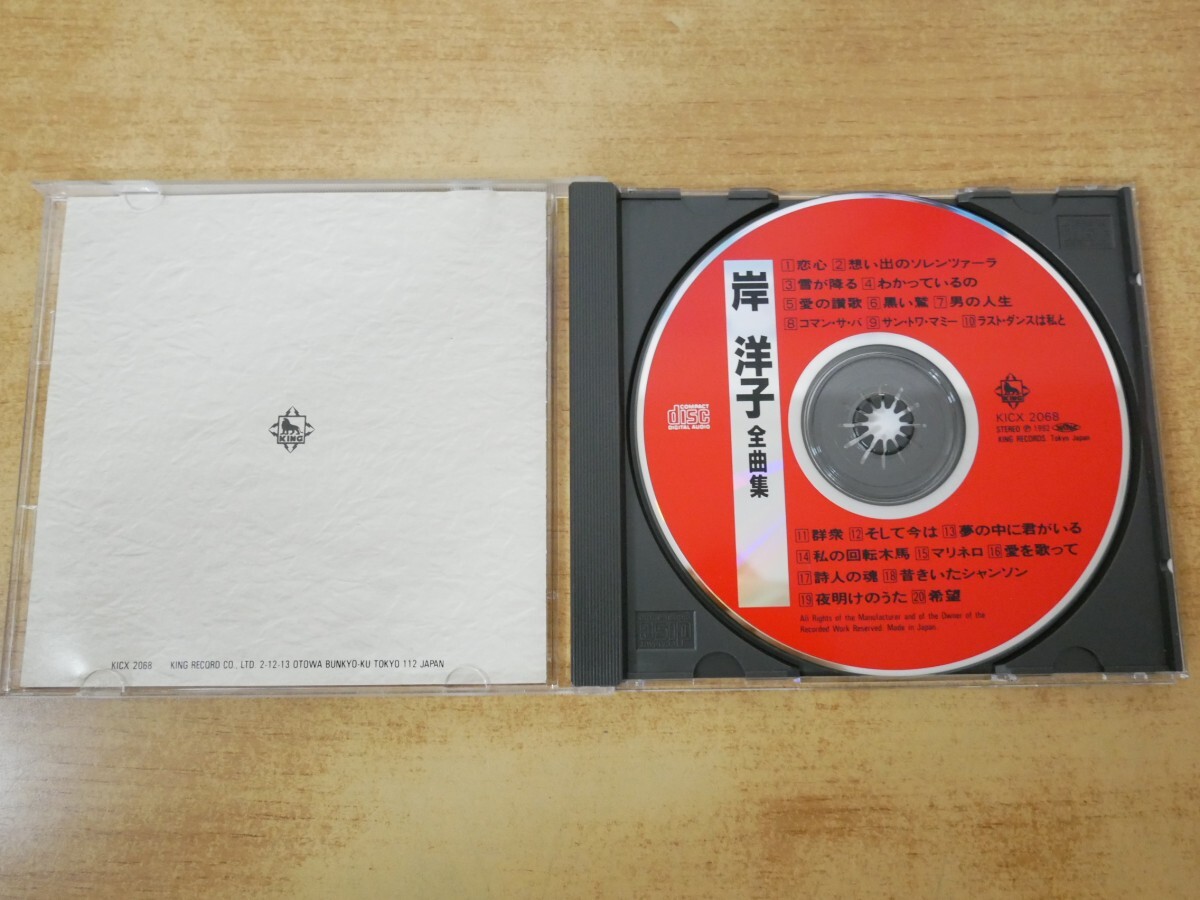 KING
KICX 2068 KING RECORD CO., LTD. 2-12-13 OTOWA BUNKYO-KU TOKYO 112 JAPAN
岸洋子全曲集
1 恋心 2 想い出のソレンツァーラ
3 雪が降る 4 わかっているの
5 愛の讃歌 6 黒い鷲 7 男の人生
8 コマン・サ・バ 9 サン・トワ・マミー 10 ラスト・ダンスは私と
COMPACT
disc
DIGITAL AUDIO
KING
KICX 2068
STEREO Ⓟ 1992
KING RECORDS. Tokyo Japan
11 群衆 12 そして今は 13 夢の中に君がいる
14 私の回転木馬 15 マリネロ 16 愛を歌って
17 詩人の魂 18 昔きいたシャンソン
19 夜明けのうた 20 希望
All Rights of the Manufacturer and of the Owner of the
Recorded Work Reserved. Made in Japan